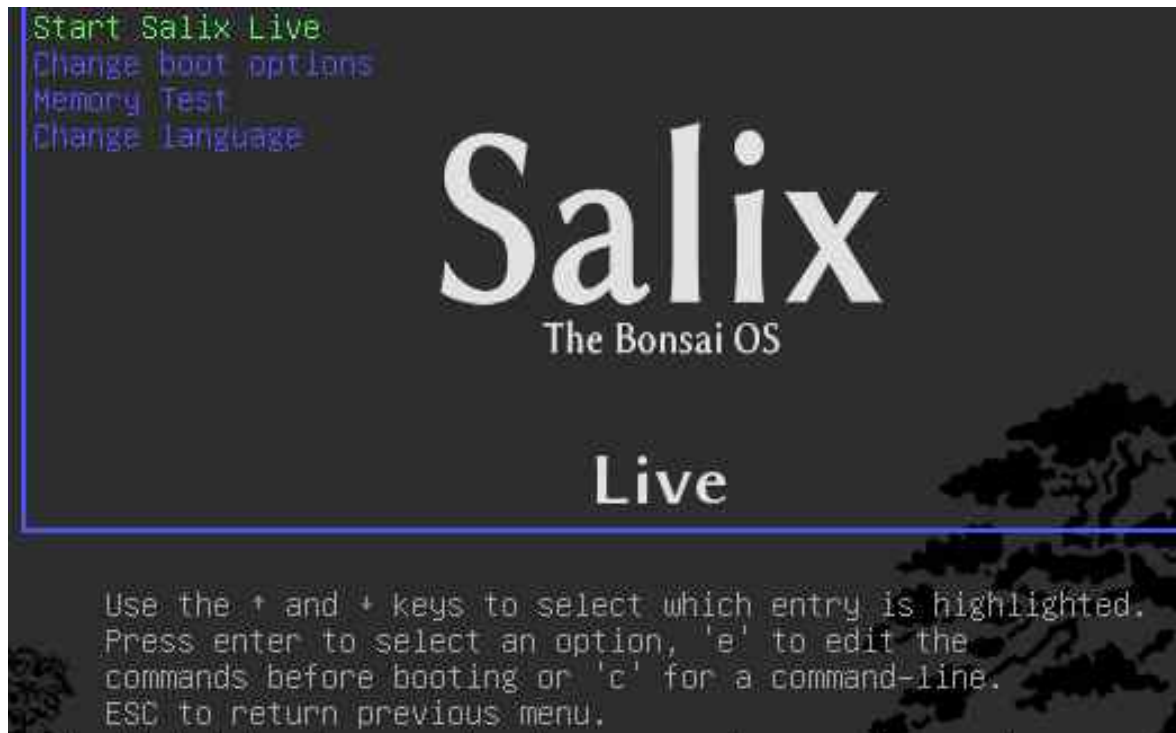 Start Salix Live
Change boot options
Memory Test
Change language
Salix
The Bonsai OS
Live
Use the ↑ and ↓ keys to select which entry is highlighted.
Press enter to select an option, 'e' to edit the
commands before booting or 'c' for a command-line.
ESC to return previous menu.